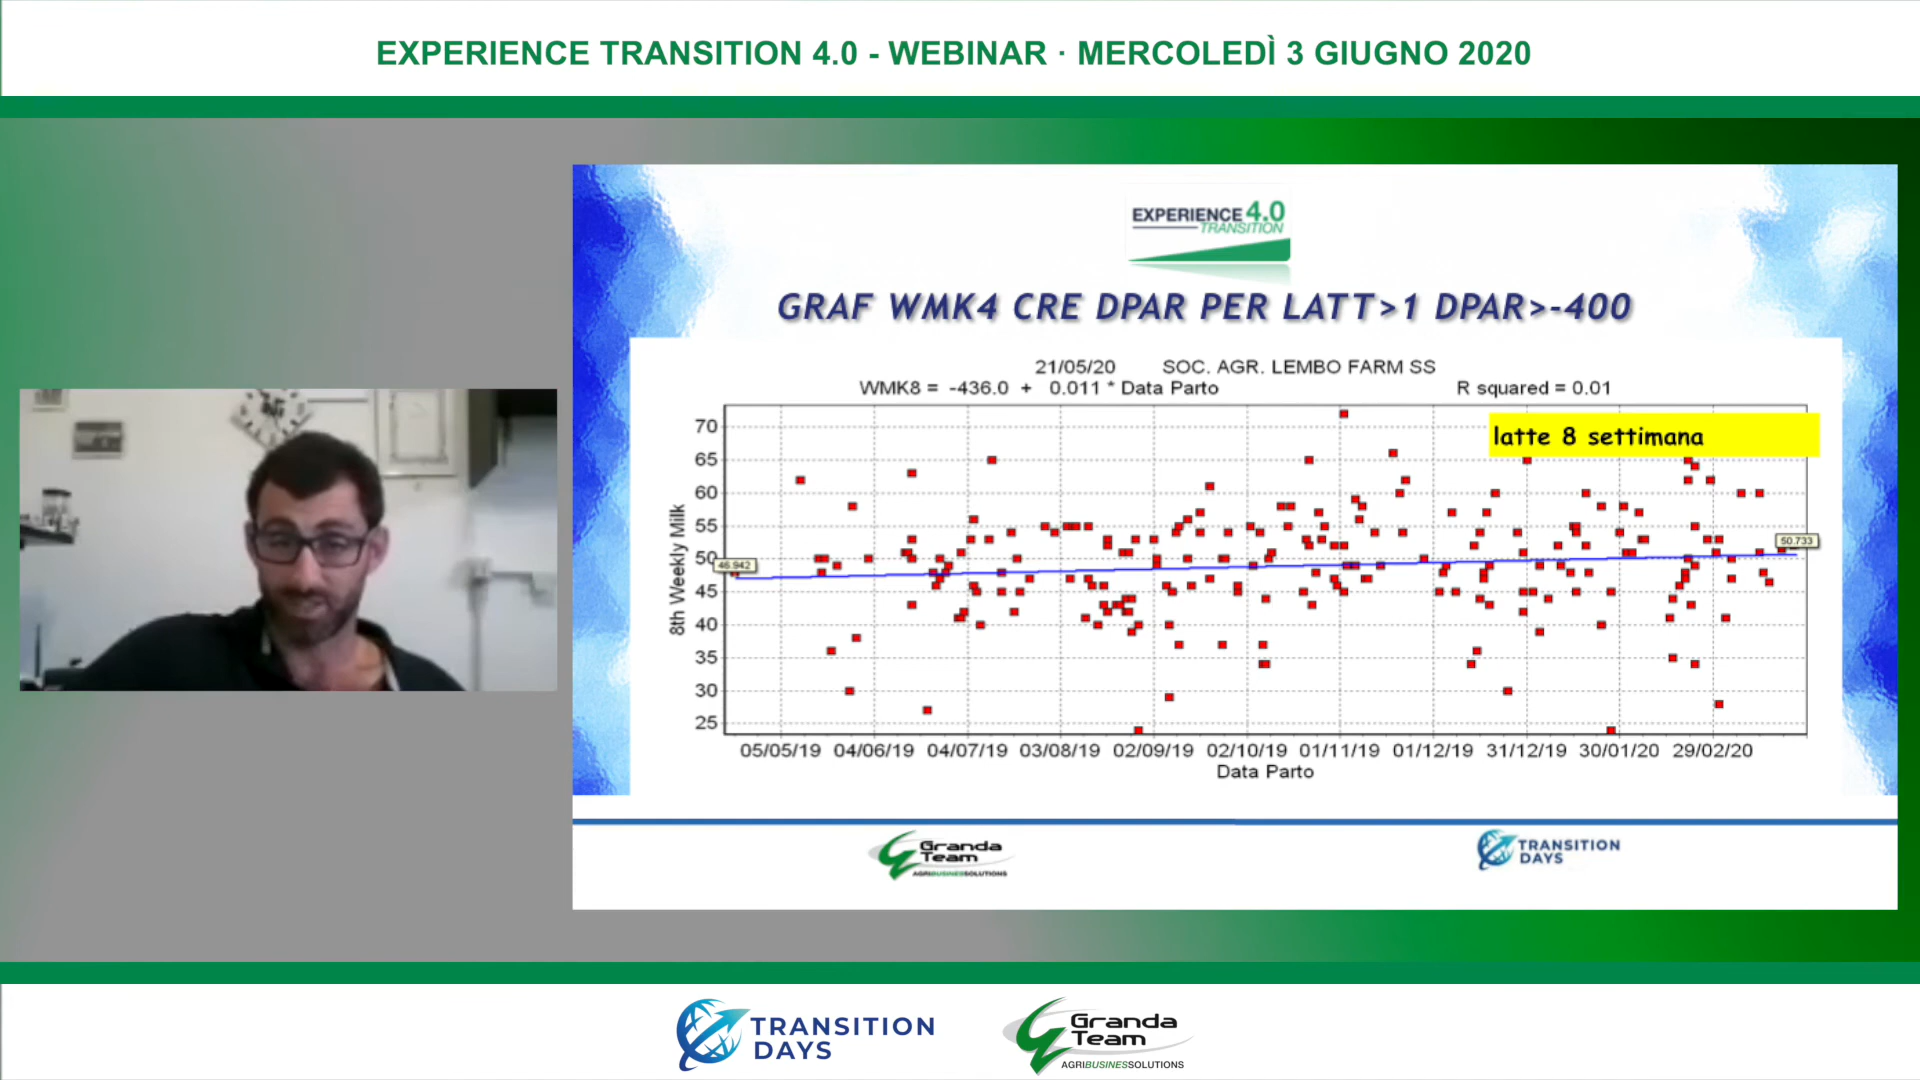 EXPERIENCE TRANSITION 4.0 - WEBINAR · MERCOLEDÌ 3 GIUGNO 2020
EXPERIENCE 4.0
TRANSITION
GRAF WMK4 CRE DPAR PER LATT>1 DPAR>-400
21/05/20 SOC. AGR. LEMBO FARM SS
WMK8 = -436.0 + 0.011 * Data Parto R squared = 0.01
latte 8 settimana
8th Weekly Milk
70
65
60
55
50
45
40
35
30
25
46.942
50.733
05/05/19 04/06/19 04/07/19 03/08/19 02/09/19 02/10/19 01/11/19 01/12/19 31/12/19 30/01/20 29/02/20
Data Parto
Granda
Team
AGRIBUSINESSOLUTIONS
TRANSITION
DAYS
TRANSITION
DAYS
Granda
Team
AGRIBUSINESSOLUTIONS